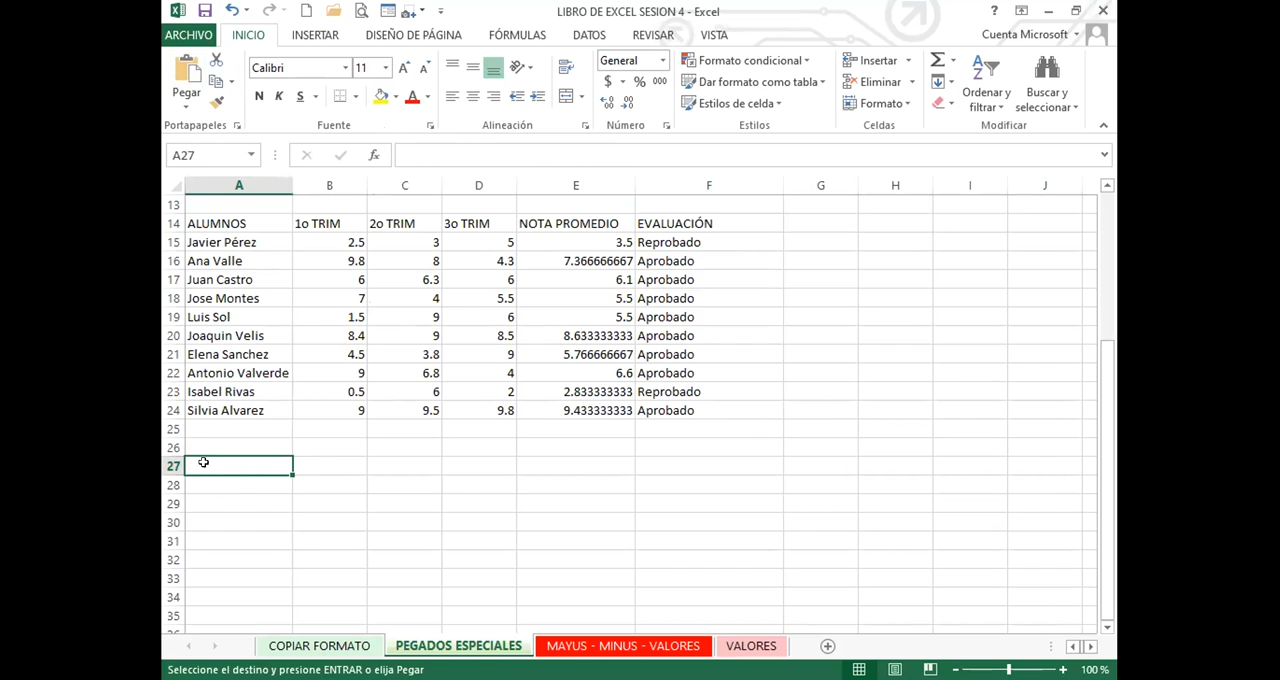 LIBRO DE EXCEL SESION 4 - Excel
?
ARCHIVO INICIO INSERTAR DISEÑO DE PÁGINA FÓRMULAS DATOS REVISAR VISTA Cuenta Microsoft
Calibri 11 General Formato condicional Insertar Σ
Pegar $ % 000 Dar formato como tabla Eliminar Ordenar y filtrar Buscar y seleccionar
N K S A Estilos de celda Formato
Portapapeles Fuente Alineación Número Estilos Celdas Modificar
A27 fx
A B C D E F G H I J
13
14 ALUMNOS 1o TRIM 2o TRIM 3o TRIM NOTA PROMEDIO EVALUACIÓN
15 Javier Pérez 2.5 3 5 3.5 Reprobado
16 Ana Valle 9.8 8 4.3 7.366666667 Aprobado
17 Juan Castro 6 6.3 6 6.1 Aprobado
18 Jose Montes 7 4 5.5 5.5 Aprobado
19 Luis Sol 1.5 9 6 5.5 Aprobado
20 Joaquin Velis 8.4 9 8.5 8.633333333 Aprobado
21 Elena Sanchez 4.5 3.8 9 5.766666667 Aprobado
22 Antonio Valverde 9 6.8 4 6.6 Aprobado
23 Isabel Rivas 0.5 6 2 2.833333333 Reprobado
24 Silvia Alvarez 9 9.5 9.8 9.433333333 Aprobado
25
26
27
28
29
30
31
32
33
34
35
COPIAR FORMATO PEGADOS ESPECIALES MAYUS - MINUS - VALORES VALORES
Seleccione el destino y presione ENTRAR o elija Pegar 100 %